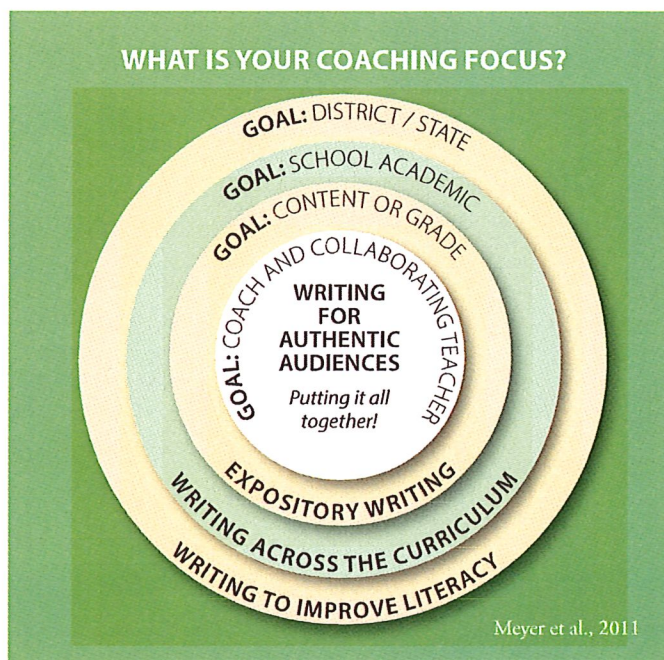 WHAT IS YOUR COACHING FOCUS?
GOAL: DISTRICT / STATE
GOAL: SCHOOL ACADEMIC
GOAL: CONTENT OR GRADE
GOAL: COACH AND COLLABORATING TEACHER
WRITING
FOR
AUTHENTIC
AUDIENCES
Putting it all
together!
EXPOSITORY WRITING
WRITING ACROSS THE CURRICULUM
WRITING TO IMPROVE LITERACY
Meyer et al., 2011